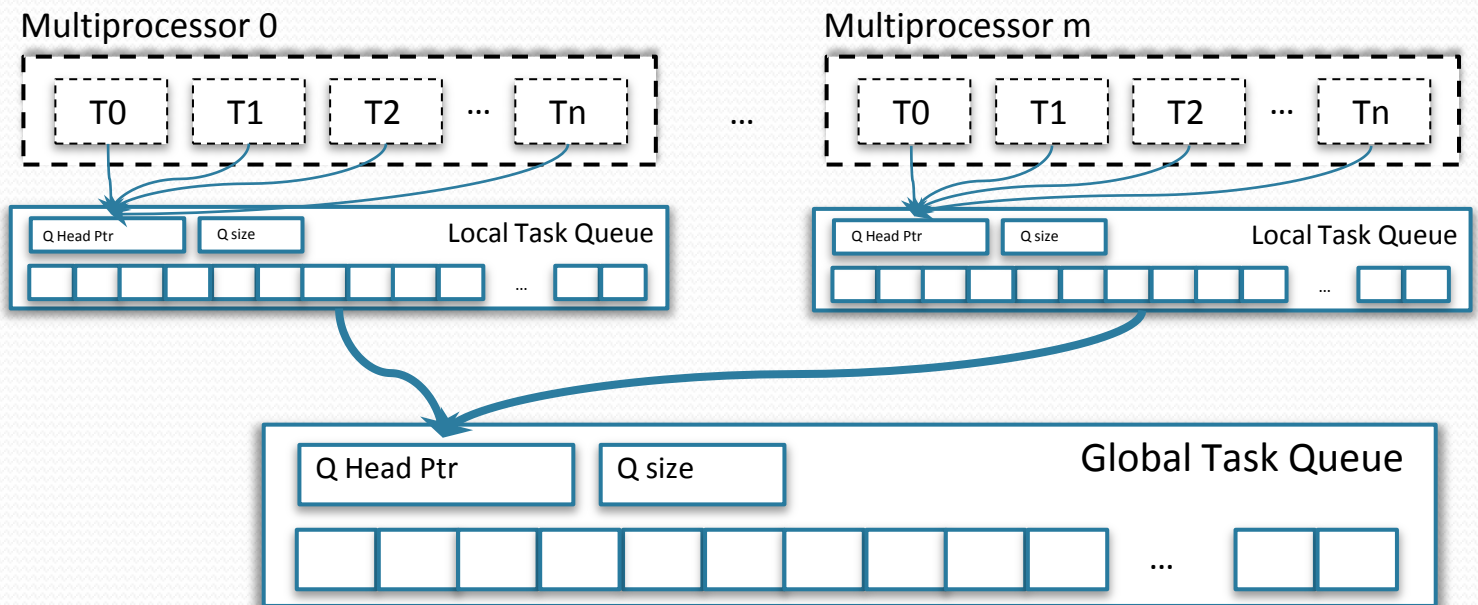 Multiprocessor 0
Multiprocessor m
T0 T1 T2 ... Tn
...
T0 T1 T2 ... Tn
Q Head Ptr Q size Local Task Queue
...
Q Head Ptr Q size Local Task Queue
...
Q Head Ptr Q size Global Task Queue
...